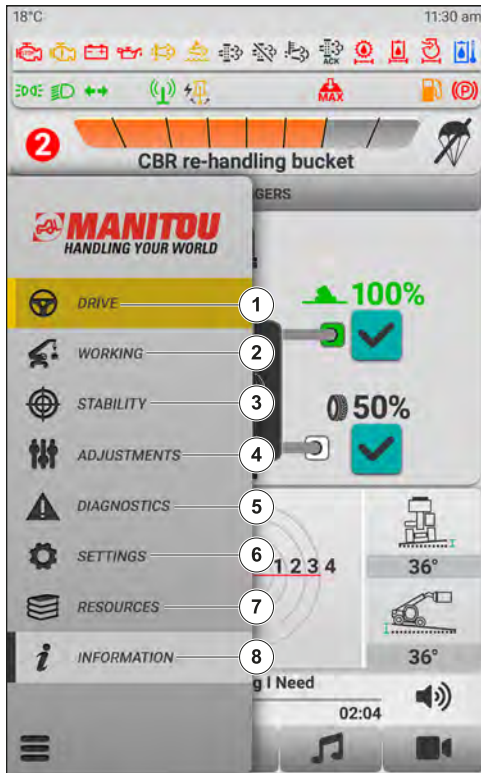 18°C 11:30 am
STOP
ACK
MAX
(P)
2
CBR re-handling bucket
GERS
MANITOU
HANDLING YOUR WORLD
DRIVE 1
100%
WORKING 2
STABILITY 3
50%
ADJUSTMENTS 4
DIAGNOSTICS 5
SETTINGS 6
1 2 3 4
36°
RESOURCES 7
INFORMATION 8
36°
g I Need
02:04